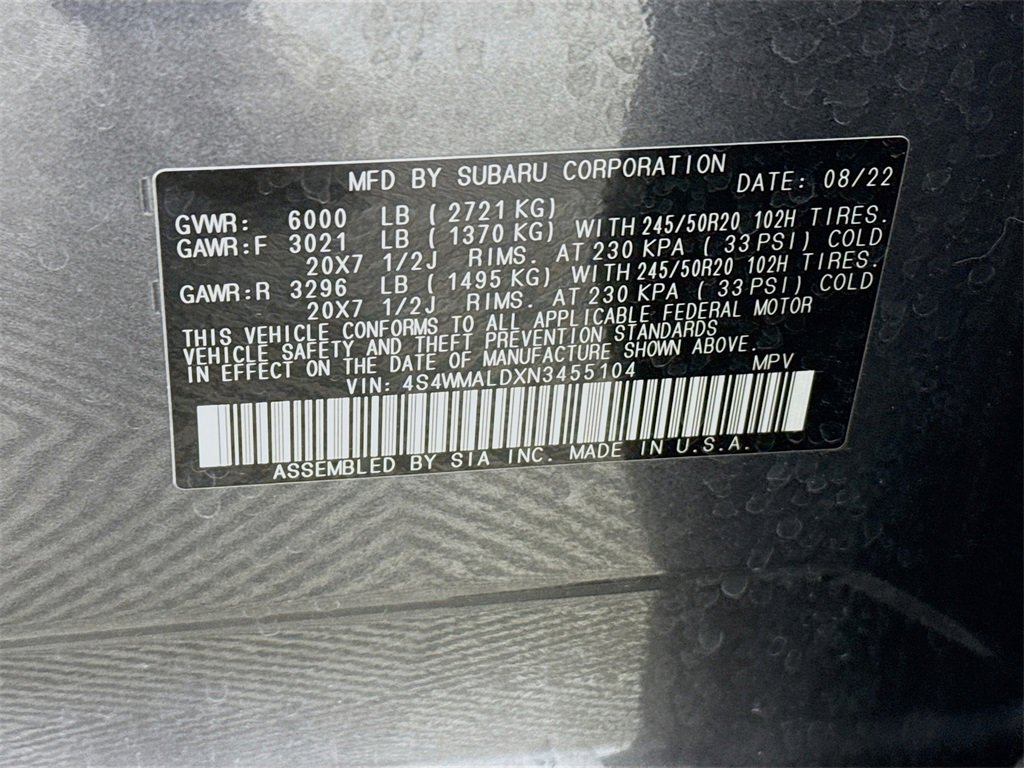 MFD BY SUBARU CORPORATION DATE: 08/22
GVWR: 6000 LB ( 2721 KG)
GAWR:F 3021 LB ( 1370 KG) WITH 245/50R20 102H TIRES.
20X7 1/2J RIMS. AT 230 KPA ( 33 PSI) COLD
GAWR:R 3296 LB ( 1495 KG) WITH 245/50R20 102H TIRES.
20X7 1/2J RIMS. AT 230 KPA ( 33 PSI) COLD
THIS VEHICLE CONFORMS TO ALL APPLICABLE FEDERAL MOTOR
VEHICLE SAFETY AND THEFT PREVENTION STANDARDS
IN EFFECT ON THE DATE OF MANUFACTURE SHOWN ABOVE.
VIN: 4S4WMALDXN3455104 MPV
ASSEMBLED BY SIA INC. MADE IN U.S.A.